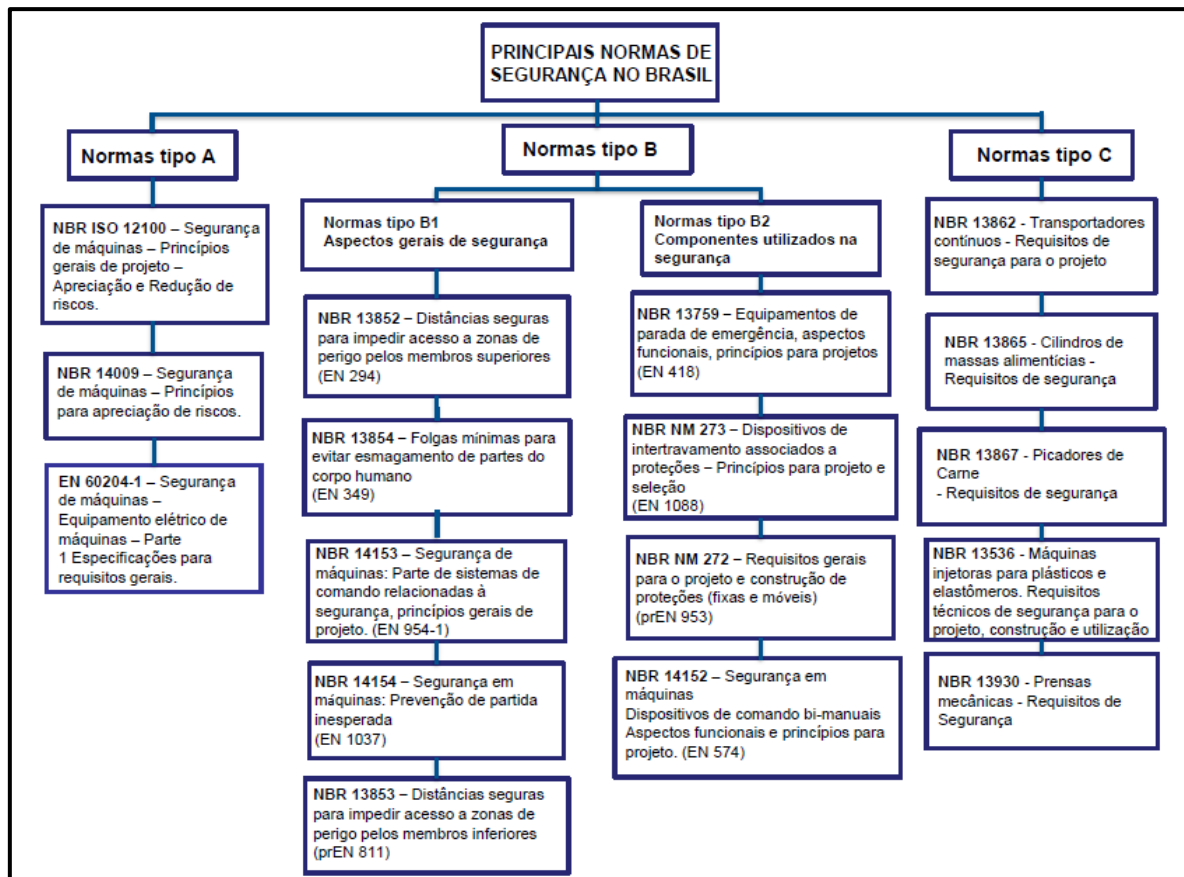 PRINCIPAIS NORMAS DE
SEGURANÇA NO BRASIL
Normas tipo A
NBR ISO 12100 – Segurança
de máquinas – Princípios
gerais de projeto –
Apreciação e Redução de
riscos.
NBR 14009 – Segurança
de máquinas – Princípios
para apreciação de riscos.
EN 60204-1 – Segurança
de máquinas –
Equipamento elétrico de
máquinas – Parte
1 Especificações para
requisitos gerais.
Normas tipo B
Normas tipo B1
Aspectos gerais de segurança
NBR 13852 – Distâncias seguras
para impedir acesso a zonas de
perigo pelos membros superiores
(EN 294)
NBR 13854 – Folgas mínimas para
evitar esmagamento de partes do
corpo humano
(EN 349)
NBR 14153 – Segurança de
máquinas: Parte de sistemas de
comando relacionadas à
segurança, princípios gerais de
projeto. (EN 954-1)
NBR 14154 – Segurança em
máquinas: Prevenção de partida
inesperada
(EN 1037)
NBR 13853 – Distâncias seguras
para impedir acesso a zonas de
perigo pelos membros inferiores
(prEN 811)
Normas tipo B2
Componentes utilizados na
segurança
NBR 13759 – Equipamentos de
parada de emergência, aspectos
funcionais, princípios para projetos
(EN 418)
NBR NM 273 – Dispositivos de
intertravamento associados a
proteções – Princípios para projeto e
seleção
(EN 1088)
NBR NM 272 – Requisitos gerais
para o projeto e construção de
proteções (fixas e móveis)
(prEN 953)
NBR 14152 – Segurança em
máquinas
Dispositivos de comando bi-manuais
Aspectos funcionais e princípios para
projeto. (EN 574)
Normas tipo C
NBR 13862 - Transportadores
contínuos - Requisitos de
segurança para o projeto
NBR 13865 - Cilindros de
massas alimentícias -
Requisitos de segurança
NBR 13867 - Picadores de
Carne
- Requisitos de segurança
NBR 13536 - Máquinas
injetoras para plásticos e
elastômeros. Requisitos
técnicos de segurança para o
projeto, construção e utilização
NBR 13930 - Prensas
mecânicas - Requisitos de
Segurança